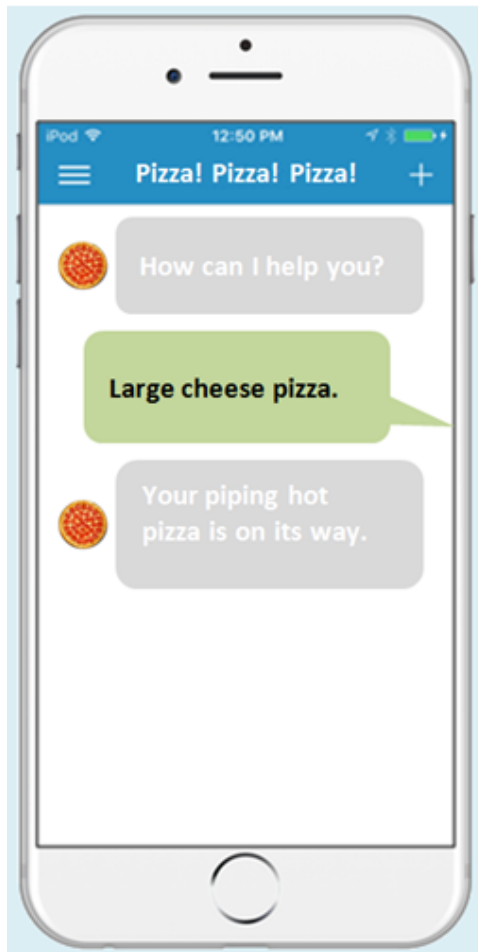 iPod 12:50 PM
Pizza! Pizza! Pizza!
How can I help you?
Large cheese pizza.
Your piping hot
pizza is on its way.